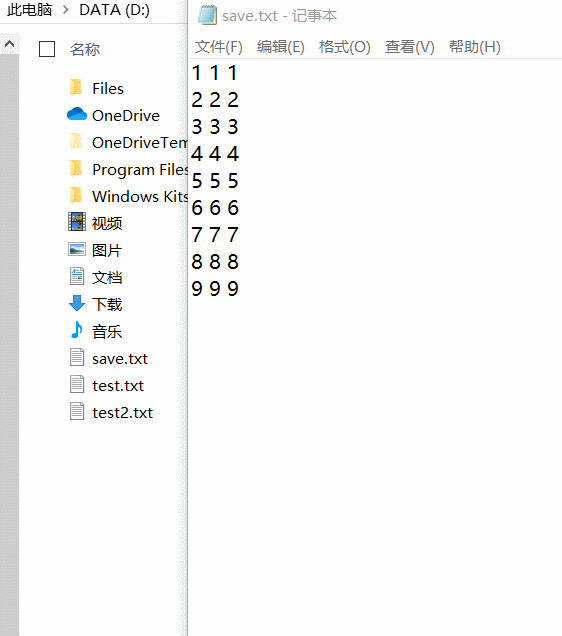 此电脑 > DATA (D:)
名称
Files
OneDrive
OneDriveTem
Program Files
Windows Kits
视频
图片
文档
下载
音乐
save.txt
test.txt
test2.txt
save.txt - 记事本
文件(F) 编辑(E) 格式(O) 查看(V) 帮助(H)
1 1 1
2 2 2
3 3 3
4 4 4
5 5 5
6 6 6
7 7 7
8 8 8
9 9 9